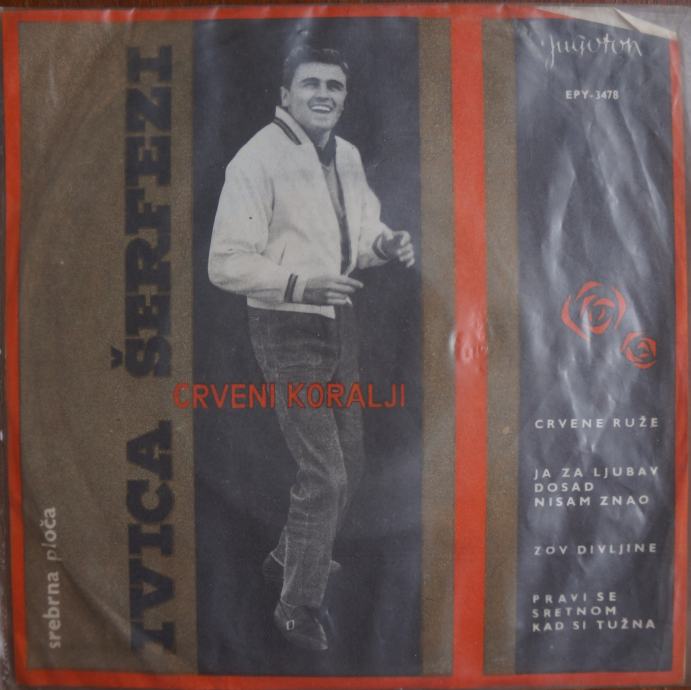 Jugoton
EPY-3478
IVICA ŠERFEZI
CRVENI KORALJI
srebrna ploča
CRVENE RUŽE
JA ZA LJUBAV
DOSAD
NISAM ZNAO
ZOV DIVLJINE
PRAVI SE
SRETNOM
KAD SI TUŽNA